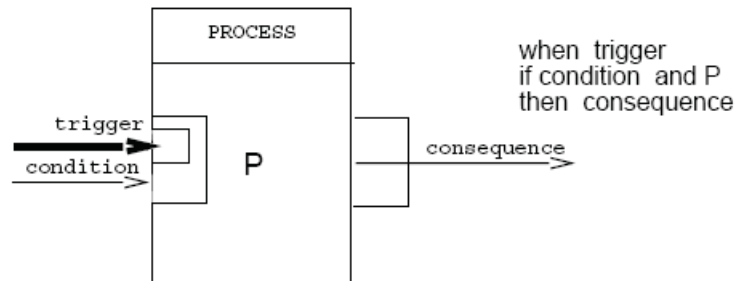 PROCESS
when trigger
if condition and P
then consequence
trigger
condition
P
consequence